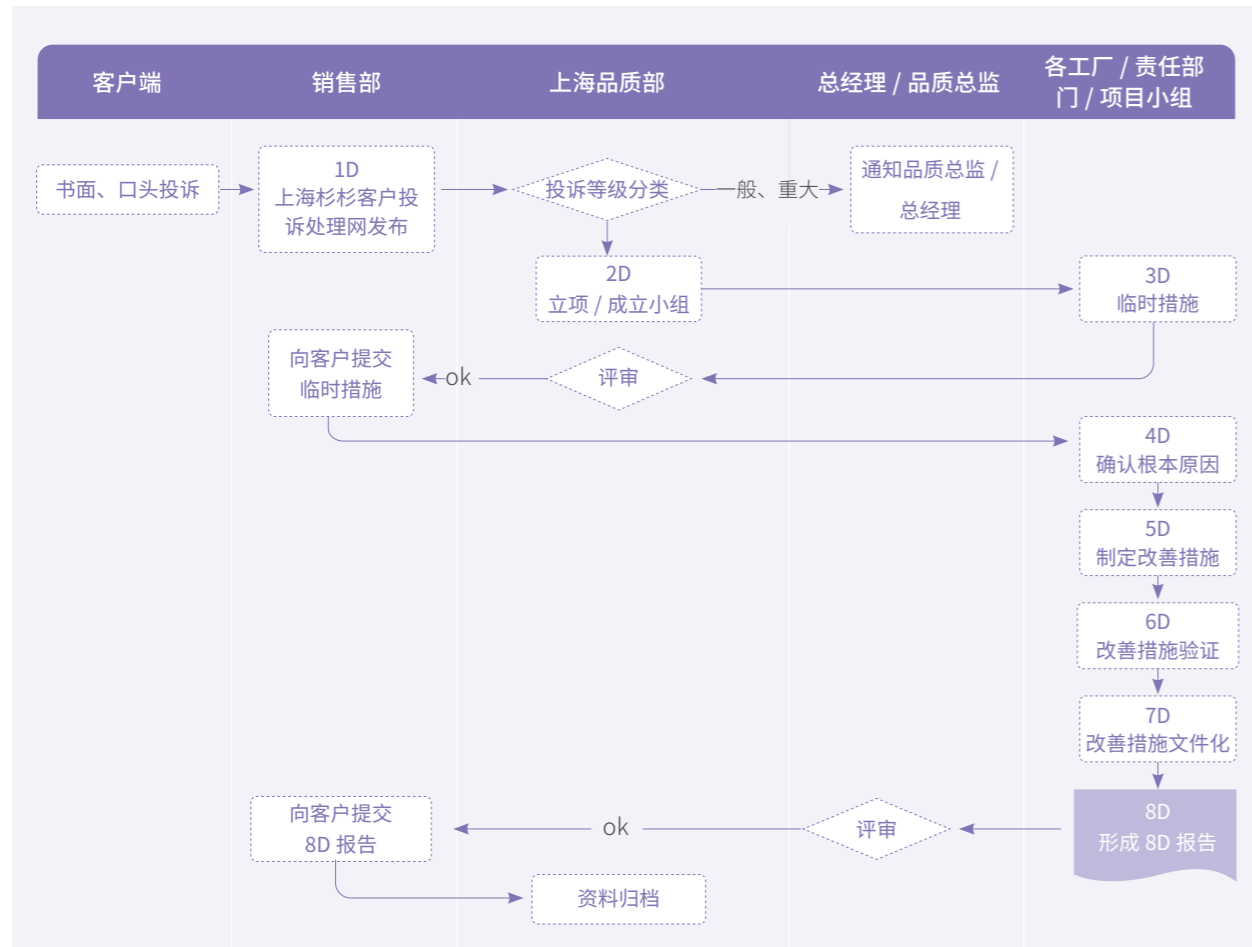 客户端
销售部
上海品质部
总经理 / 品质总监
各工厂 / 责任部
门 / 项目小组
书面、口头投诉
1D
上海杉杉客户投
诉处理网发布
投诉等级分类
一般、重大
通知品质总监 /
总经理
2D
立项 / 成立小组
3D
临时措施
向客户提交
临时措施
ok
评审
4D
确认根本原因
5D
制定改善措施
6D
改善措施验证
7D
改善措施文件化
8D
形成 8D 报告
评审
ok
向客户提交
8D 报告
资料归档